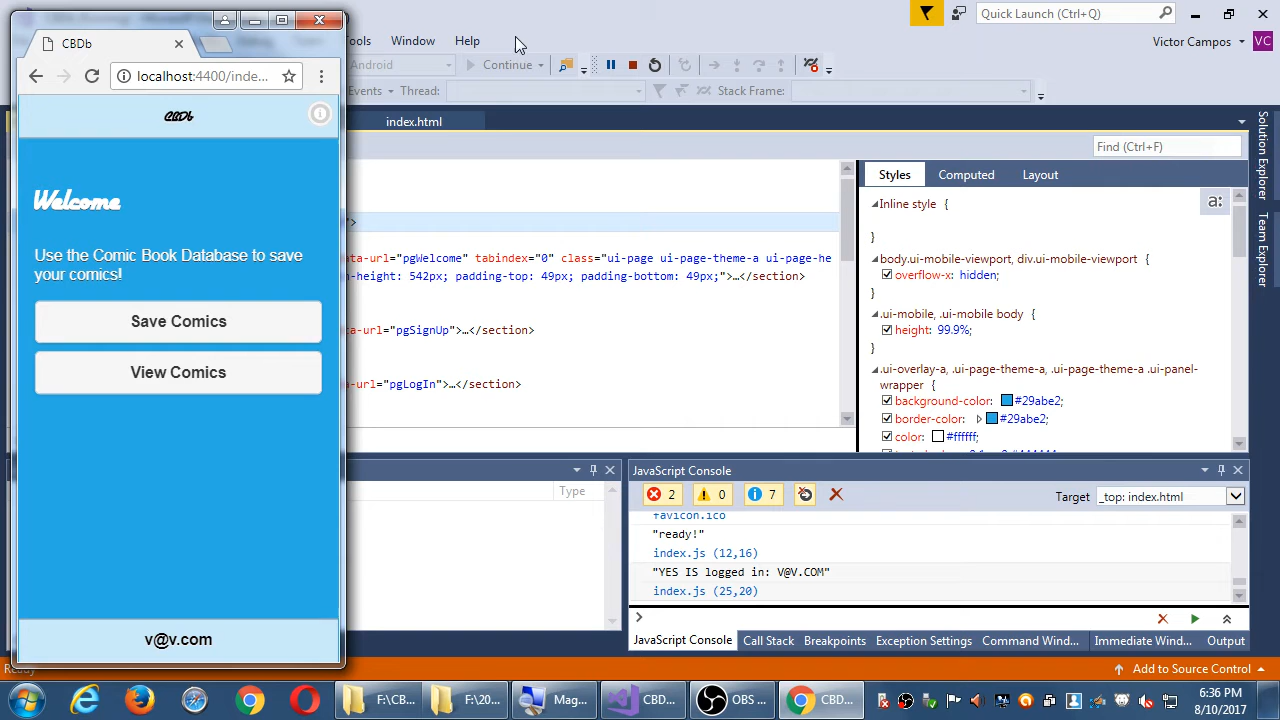 CBDb
localhost:4400/inde...
CBDb
Welcome
Use the Comic Book Database to save
your comics!
Save Comics
View Comics
v@v.com
Quick Launch (Ctrl+Q)
Window
Help
Victor Campos
VC
Android
Continue
Events
Thread:
Stack Frame:
index.html
Find (Ctrl+F)
">
ata-url="pgWelcome" tabindex="0" class="ui-page ui-page-theme-a ui-page-he
n-height: 542px; padding-top: 49px; padding-bottom: 49px;">…</section>
ata-url="pgSignUp">…</section>
ata-url="pgLogIn">…</section>
Styles
Computed
Layout
a:
Inline style {
}
body.ui-mobile-viewport, div.ui-mobile-viewport {
overflow-x: hidden;
}
.ui-mobile, .ui-mobile body {
height: 99.9%;
}
.ui-overlay-a, .ui-page-theme-a, .ui-page-theme-a .ui-panel-
wrapper {
background-color: #29abe2;
border-color: #29abe2;
color: #ffffff;
Solution Explorer
Team Explorer
Type
JavaScript Console
2
0
7
Target
_top: index.html
favicon.ico
"ready!"
index.js (12,16)
"YES IS logged in: V@V.COM"
index.js (25,20)
JavaScript Console
Call Stack
Breakpoints
Exception Settings
Command Wind...
Immediate Wind...
Output
Add to Source Control
F:\CB...
F:\20...
Mag...
CBD...
OBS ...
CBD...
6:36 PM
8/10/2017